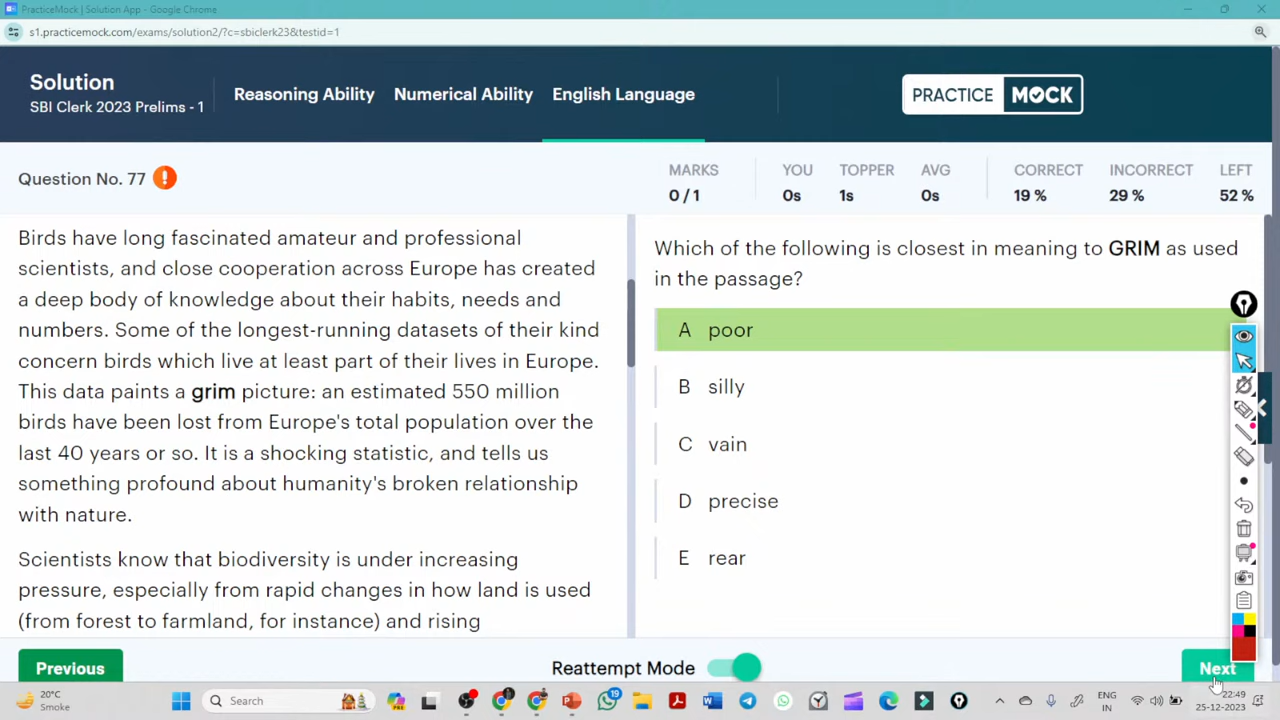 PracticeMock | Solution App - Google Chrome
s1.practicemock.com/exams/solution2/?c=sbiclerk23&testid=1
Solution
SBI Clerk 2023 Prelims - 1
Reasoning Ability
Numerical Ability
English Language
PRACTICE MOCK
Question No. 77
MARKS YOU TOPPER AVG CORRECT INCORRECT LEFT
0 / 1 0s 1s 0s 19 % 29 % 52 %
Birds have long fascinated amateur and professional
scientists, and close cooperation across Europe has created
a deep body of knowledge about their habits, needs and
numbers. Some of the longest-running datasets of their kind
concern birds which live at least part of their lives in Europe.
This data paints a grim picture: an estimated 550 million
birds have been lost from Europe's total population over the
last 40 years or so. It is a shocking statistic, and tells us
something profound about humanity's broken relationship
with nature.
Scientists know that biodiversity is under increasing
pressure, especially from rapid changes in how land is used
(from forest to farmland, for instance) and rising
Which of the following is closest in meaning to GRIM as used
in the passage?
A poor
B silly
C vain
D precise
E rear
Previous
Reattempt Mode
Next
20°C
Smoke
Search
19
ENG
IN
22:49
25-12-2023